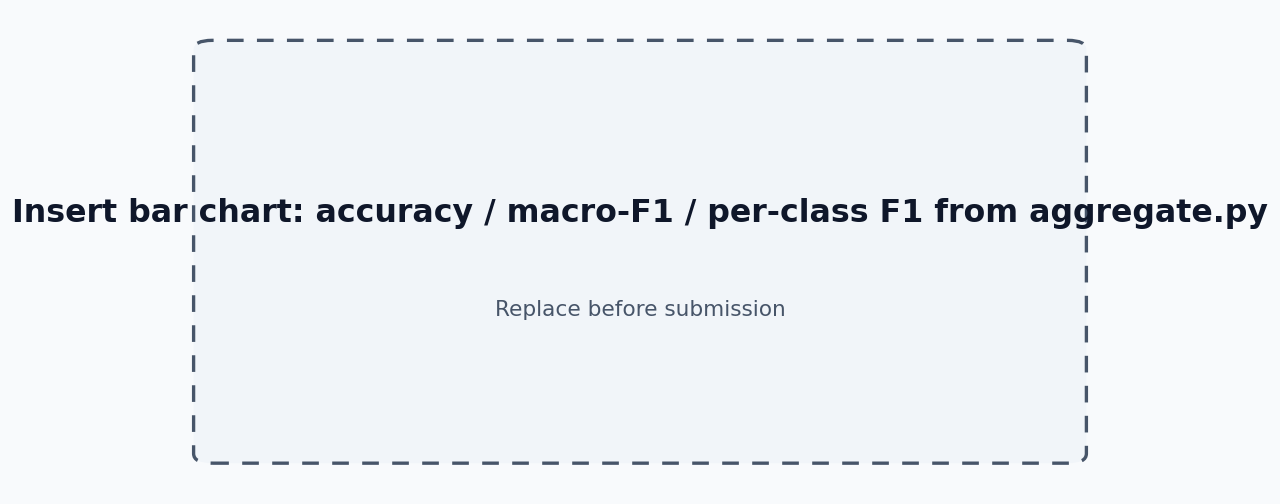 Insert bar chart: accuracy / macro-F1 / per-class F1 from aggregate.py
Replace before submission